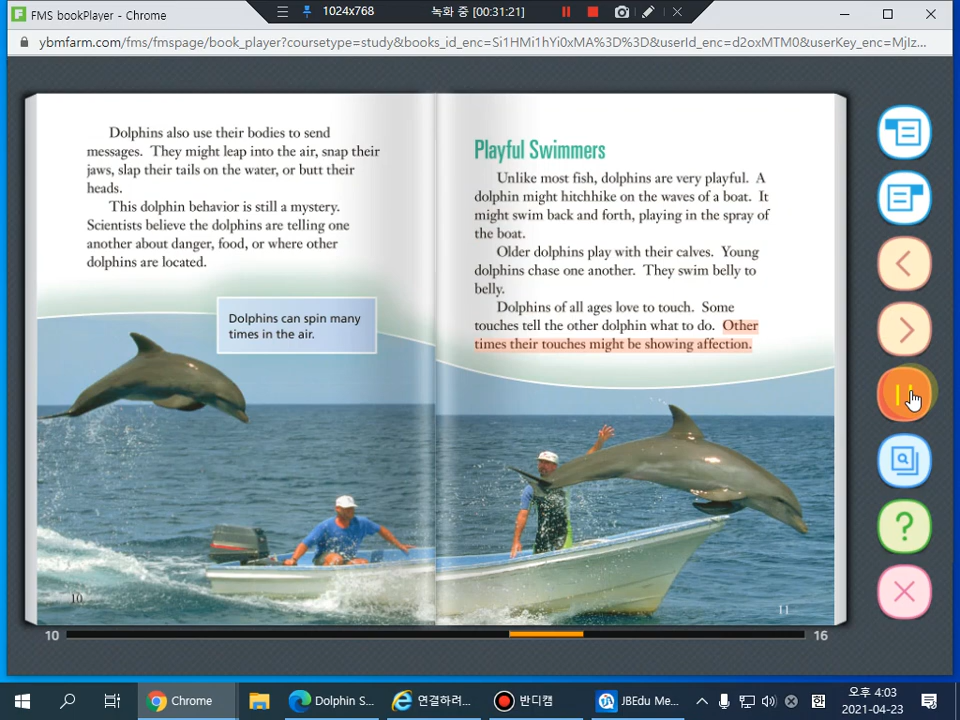 FMS bookPlayer - Chrome
1024x768
녹화 중 [00:31:21]
ybmfarm.com/fms/fmspage/book_player?coursetype=study&books_id_enc=Si1HMi1hYi0xMA%3D%3D&userId_enc=d2oxMTM0&userKey_enc=MjIz...
Dolphins also use their bodies to send
messages. They might leap into the air, snap their
jaws, slap their tails on the water, or butt their
heads.
This dolphin behavior is still a mystery.
Scientists believe the dolphins are telling one
another about danger, food, or where other
dolphins are located.
Dolphins can spin many
times in the air.
10
Playful Swimmers
Unlike most fish, dolphins are very playful. A
dolphin might hitchhike on the waves of a boat. It
might swim back and forth, playing in the spray of
the boat.
Older dolphins play with their calves. Young
dolphins chase one another. They swim belly to
belly.
Dolphins of all ages love to touch. Some
touches tell the other dolphin what to do. Other
times their touches might be showing affection.
11
10
16
Chrome
Dolphin S...
연결하려...
반디캠
JBEdu Me...
한
오후 4:03
2021-04-23